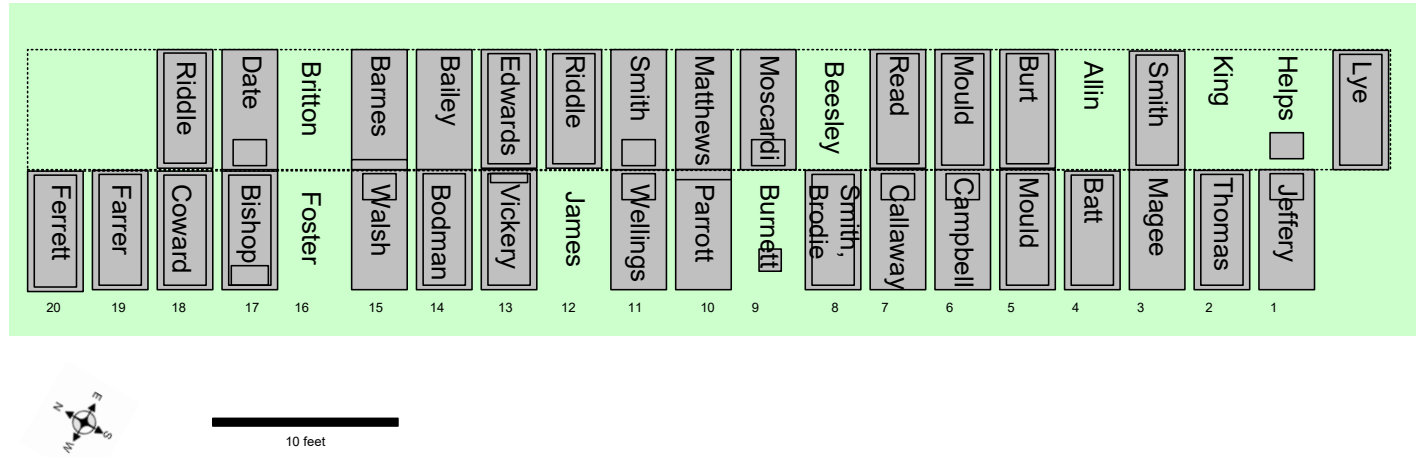 Riddle
Date
Britton
Barnes
Bailey
Edwards
Riddle
Smith
Matthews
Moscardi
Beesley
Read
Mould
Burt
Allin
Smith
King
Helps
Lye
Ferrett
Farrer
Coward
Bishop
Foster
Walsh
Bodman
Vickery
James
Wellings
Parrott
Burnett
Smith,
Brodie
Callaway
Campbell
Mould
Batt
Magee
Thomas
Jeffery
20 19 18 17 16 15 14 13 12 11 10 9 8 7 6 5 4 3 2 1
N E S W
10 feet